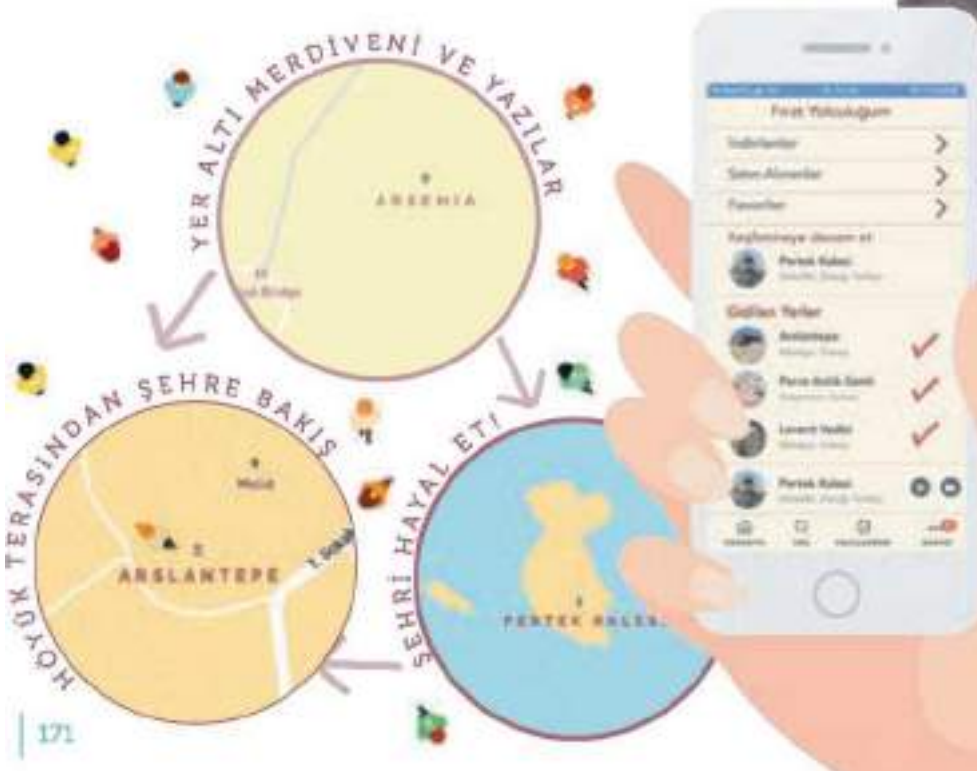 YER ALTI MERDİVENİ VE YAZILAR
ARSEMIA
Bridge
HÖYÜK TERASINDAN ŞEHRE BAKIŞ
Melid
ARSLANTEPE
ŞEHRİ HAYAL ET!
PERTEK KALESİ
Fırat Yolculuğum
İndirilenler
Satın Alınanlar
Favoriler
Keşfetmeye devam et
Pertek Kalesi
Gidilen Yerler
Arslantepe
Perre Antik Kenti
Levent Vadisi
Pertek Kalesi
171